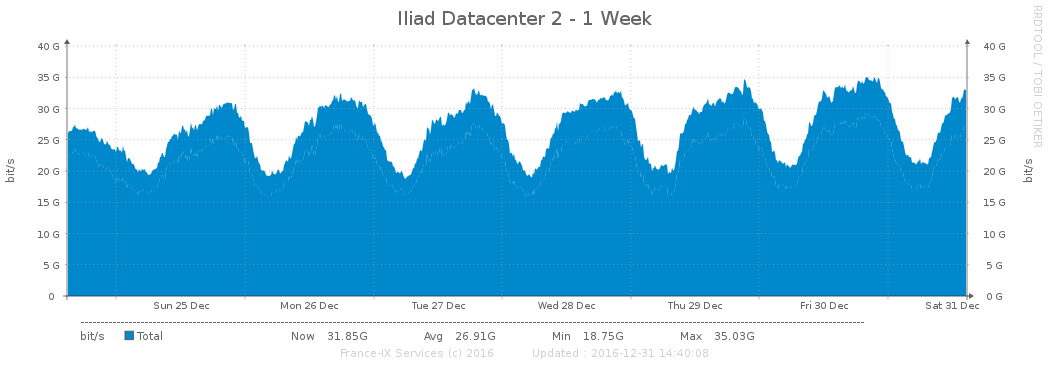 Iliad Datacenter 2 - 1 Week
RRDTOOL / TOBI OETIKER
40 G 40 G
35 G 35 G
30 G 30 G
25 G 25 G
20 G 20 G
15 G 15 G
10 G 10 G
5 G 5 G
0 0 G
bit/s bit/s
Sun 25 Dec Mon 26 Dec Tue 27 Dec Wed 28 Dec Thu 29 Dec Fri 30 Dec Sat 31 Dec
bit/s Total Now 31.85G Avg 26.91G Min 18.75G Max 35.03G
France-IX Services (c) 2016 Updated : 2016-12-31 14:40:08